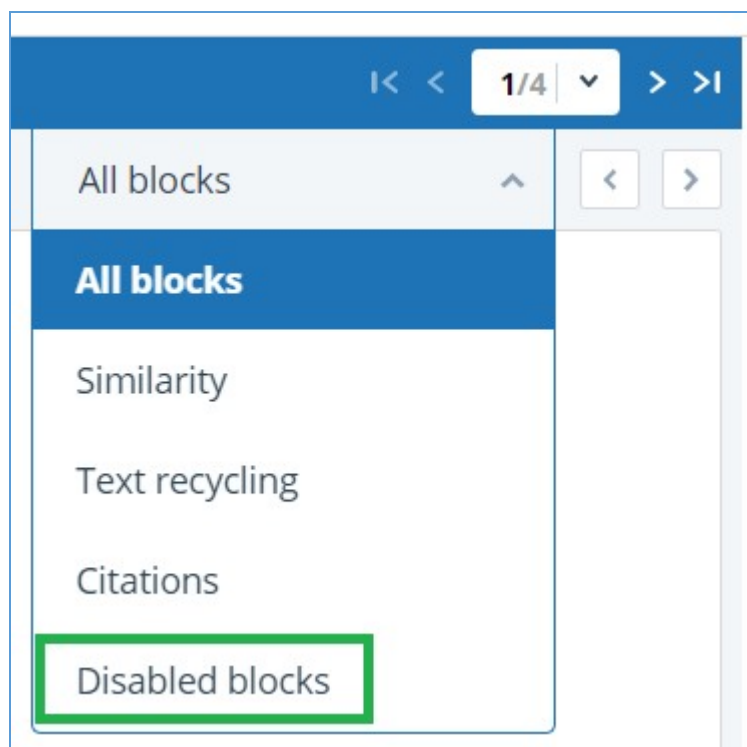 1/4
All blocks
All blocks
Similarity
Text recycling
Citations
Disabled blocks